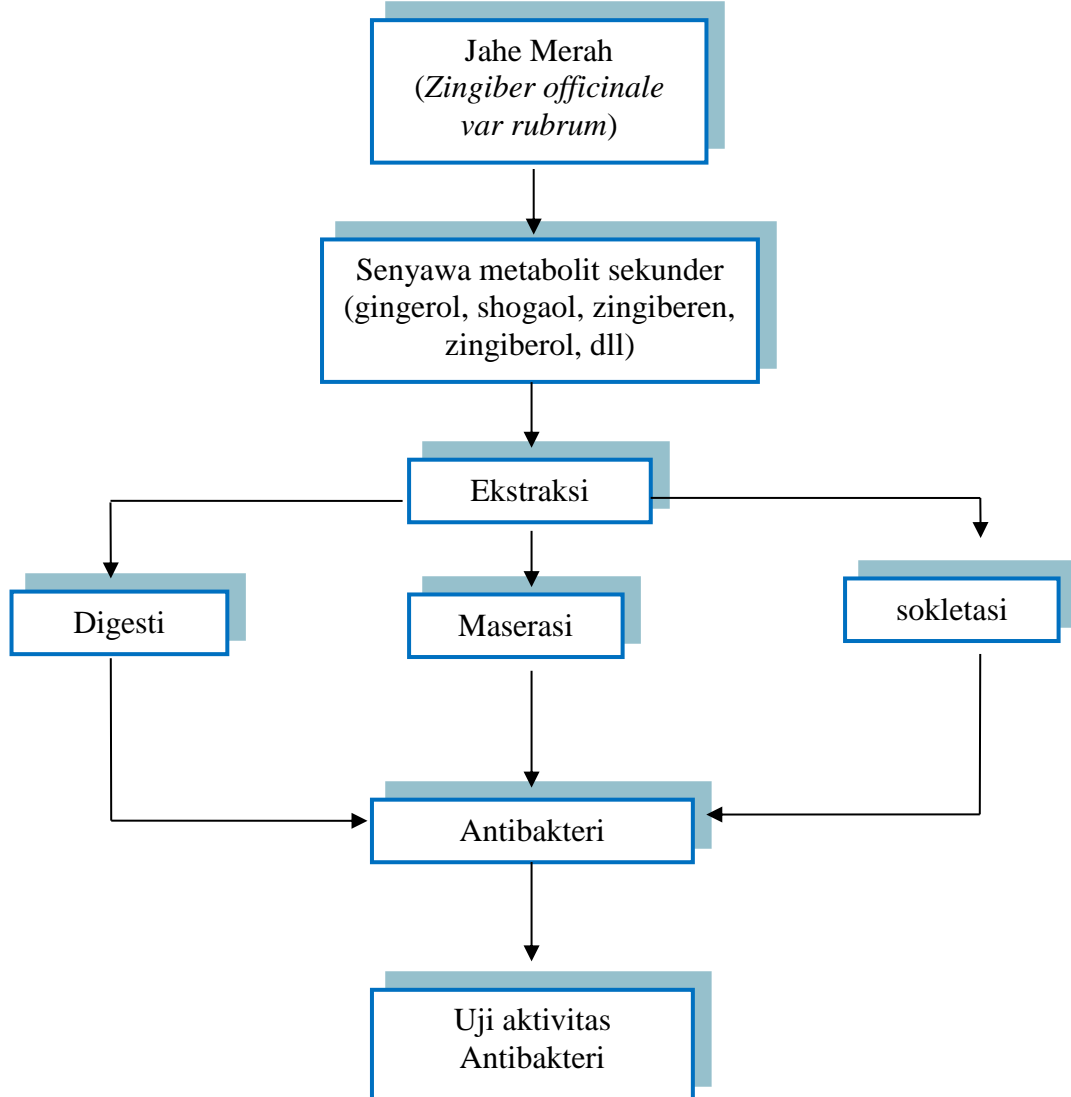 Jahe Merah
(Zingiber officinale
var rubrum)
Senyawa metabolit sekunder
(gingerol, shogaol, zingiberen,
zingiberol, dll)
Ekstraksi
Digesti
Maserasi
sokletasi
Antibakteri
Uji aktivitas
Antibakteri